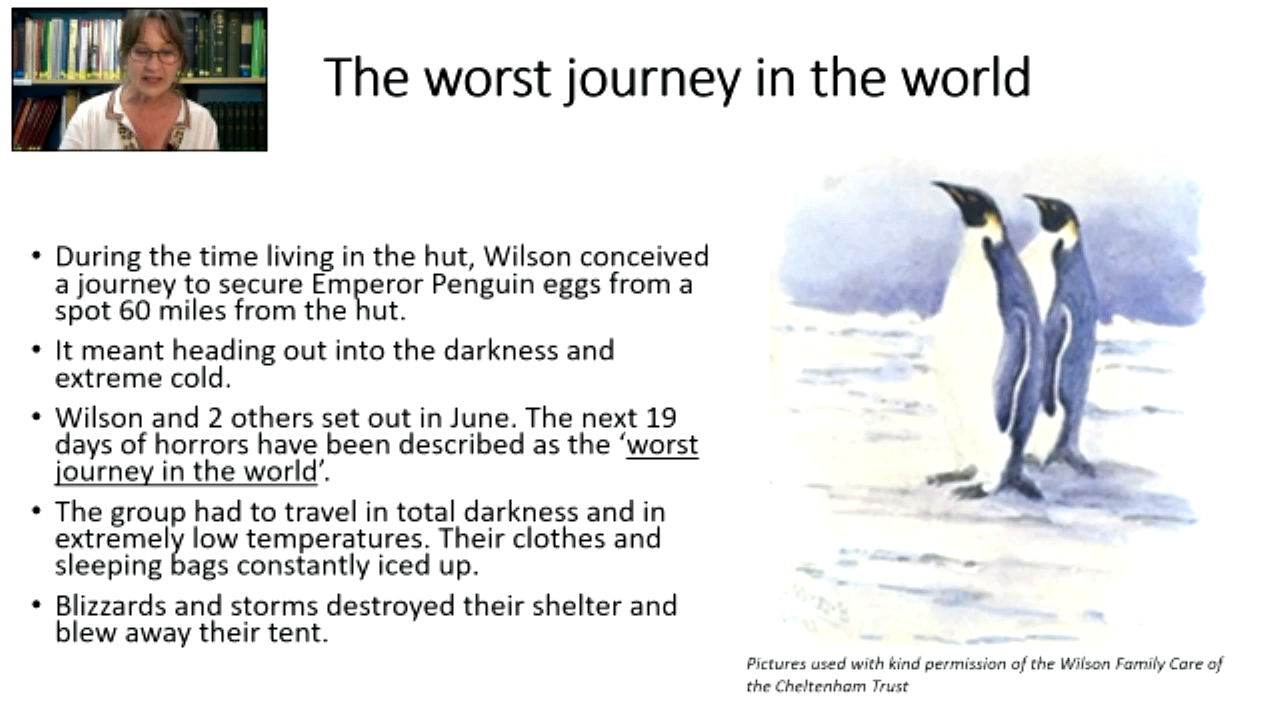 The worst journey in the world
• During the time living in the hut, Wilson conceived
a journey to secure Emperor Penguin eggs from a
spot 60 miles from the hut.
• It meant heading out into the darkness and
extreme cold.
• Wilson and 2 others set out in June. The next 19
days of horrors have been described as the ‘worst
journey in the world’.
• The group had to travel in total darkness and in
extremely low temperatures. Their clothes and
sleeping bags constantly iced up.
• Blizzards and storms destroyed their shelter and
blew away their tent.
Pictures used with kind permission of the Wilson Family Care of
the Cheltenham Trust